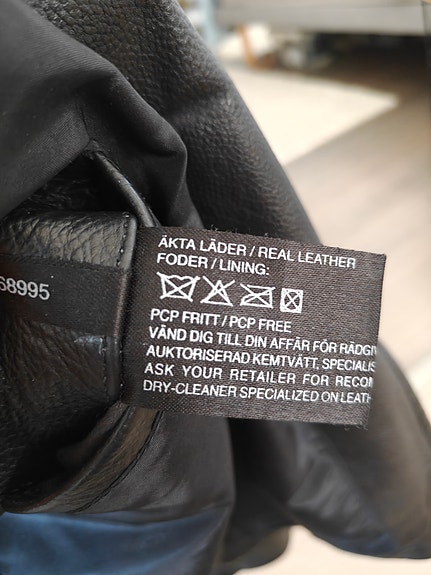 68995
ÄKTA LÄDER / REAL LEATHER
FODER / LINING:
PCP FRITT / PCP FREE
VÄND DIG TILL DIN AFFÄR FÖR
AUKTORISERAD KEMTVÄTT,
ASK YOUR RETAILER FOR
DRY-CLEANER SPECIALIZED ON